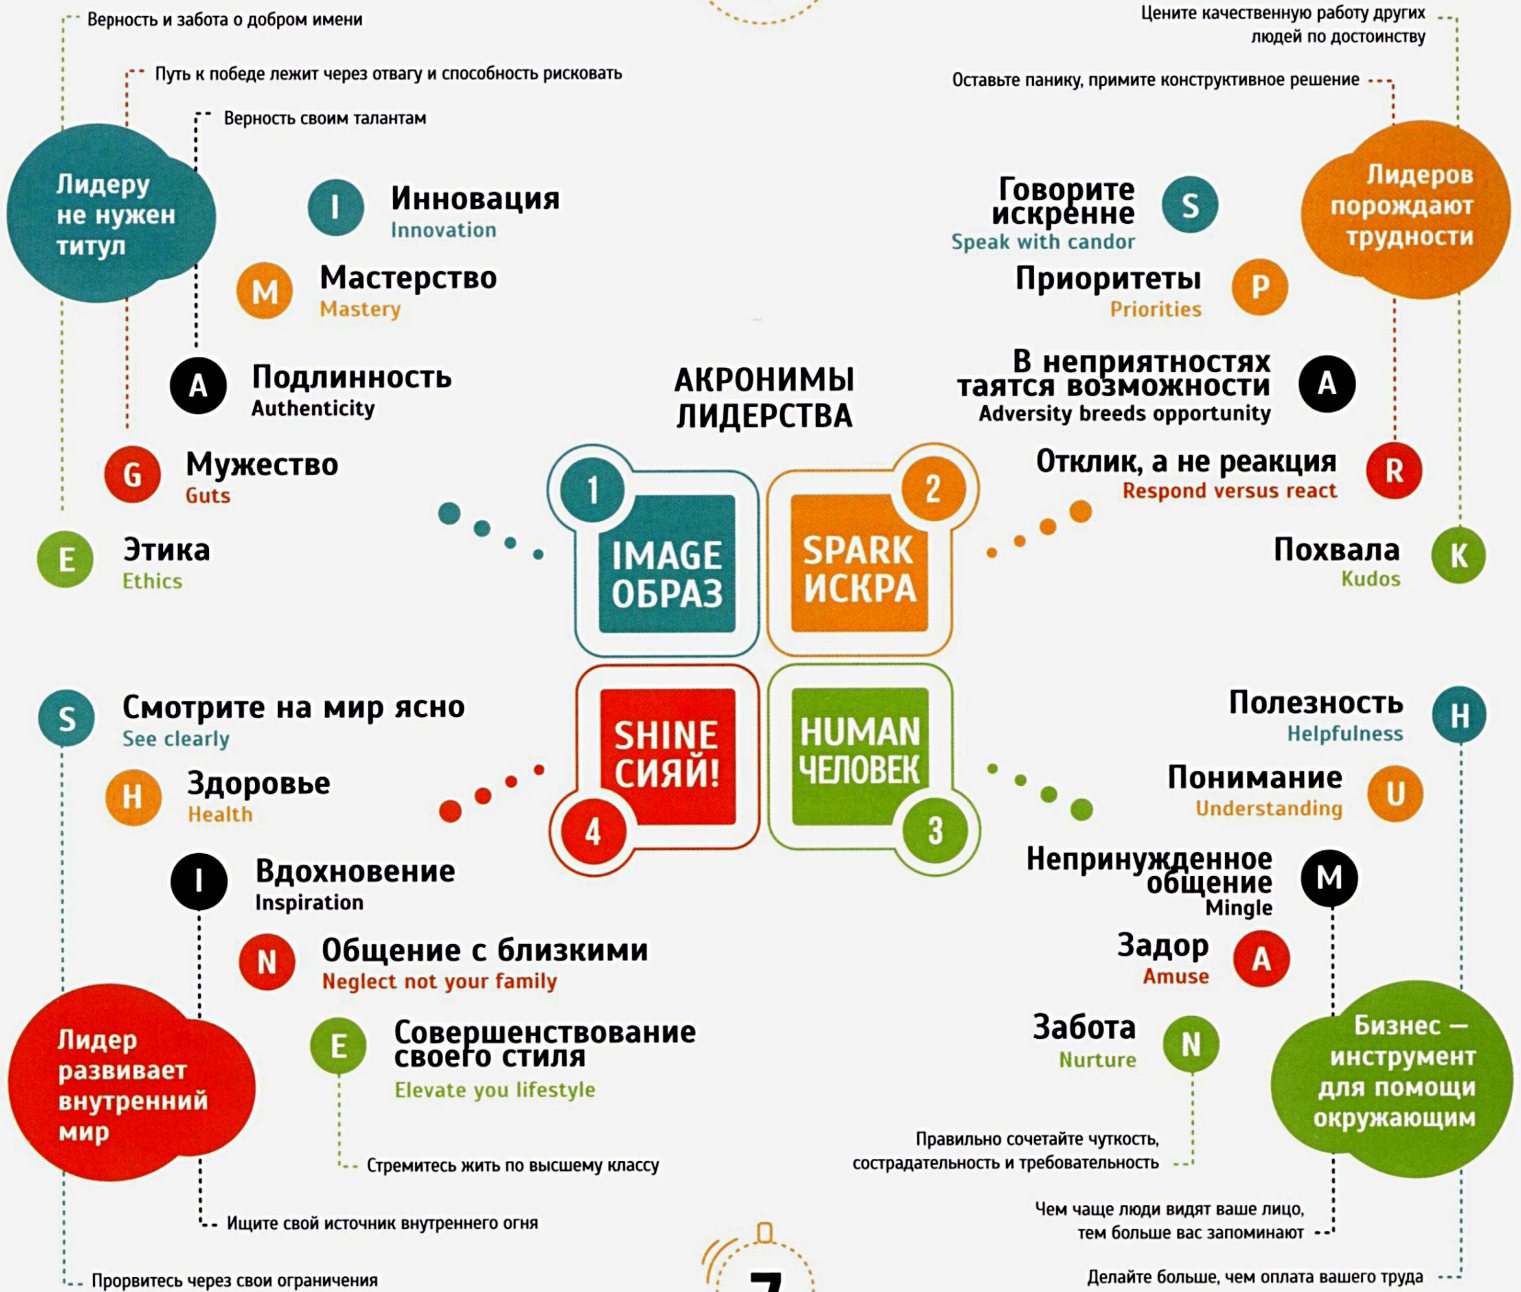 Верность и забота о добром имени
Путь к победе лежит через отвагу и способность рисковать
Верность своим талантам
Лидеру
не нужен
титул
I
Инновация
Innovation
M
Мастерство
Mastery
A
Подлинность
Authenticity
G
Мужество
Guts
E
Этика
Ethics
Цените качественную работу других
людей по достоинству
Оставьте панику, примите конструктивное решение
Лидеров
порождают
трудности
Говорите
искренне
Speak with candor
S
Приоритеты
Priorities
P
В неприятностях
таятся возможности
Adversity breeds opportunity
A
Отклик, а не реакция
Respond versus react
R
Похвала
Kudos
K
АКРОНИМЫ
ЛИДЕРСТВА
1
IMAGE
ОБРАЗ
2
SPARK
ИСКРА
SHINE
СИЯЙ!
4
HUMAN
ЧЕЛОВЕК
3
S
Смотрите на мир ясно
See clearly
H
Здоровье
Health
I
Вдохновение
Inspiration
N
Общение с близкими
Neglect not your family
E
Совершенствование
своего стиля
Elevate you lifestyle
Лидер
развивает
внутренний
мир
Стремитесь жить по высшему классу
Ищите свой источник внутреннего огня
Прорвитесь через свои ограничения
Полезность
Helpfulness
H
Понимание
Understanding
U
Непринужденное
общение
Mingle
M
Задор
Amuse
A
Забота
Nurture
N
Бизнес —
инструмент
для помощи
окружающим
Правильно сочетайте чуткость,
сострадательность и требовательность
Чем чаще люди видят ваше лицо,
тем больше вас запоминают
Делайте больше, чем оплата вашего труда
7